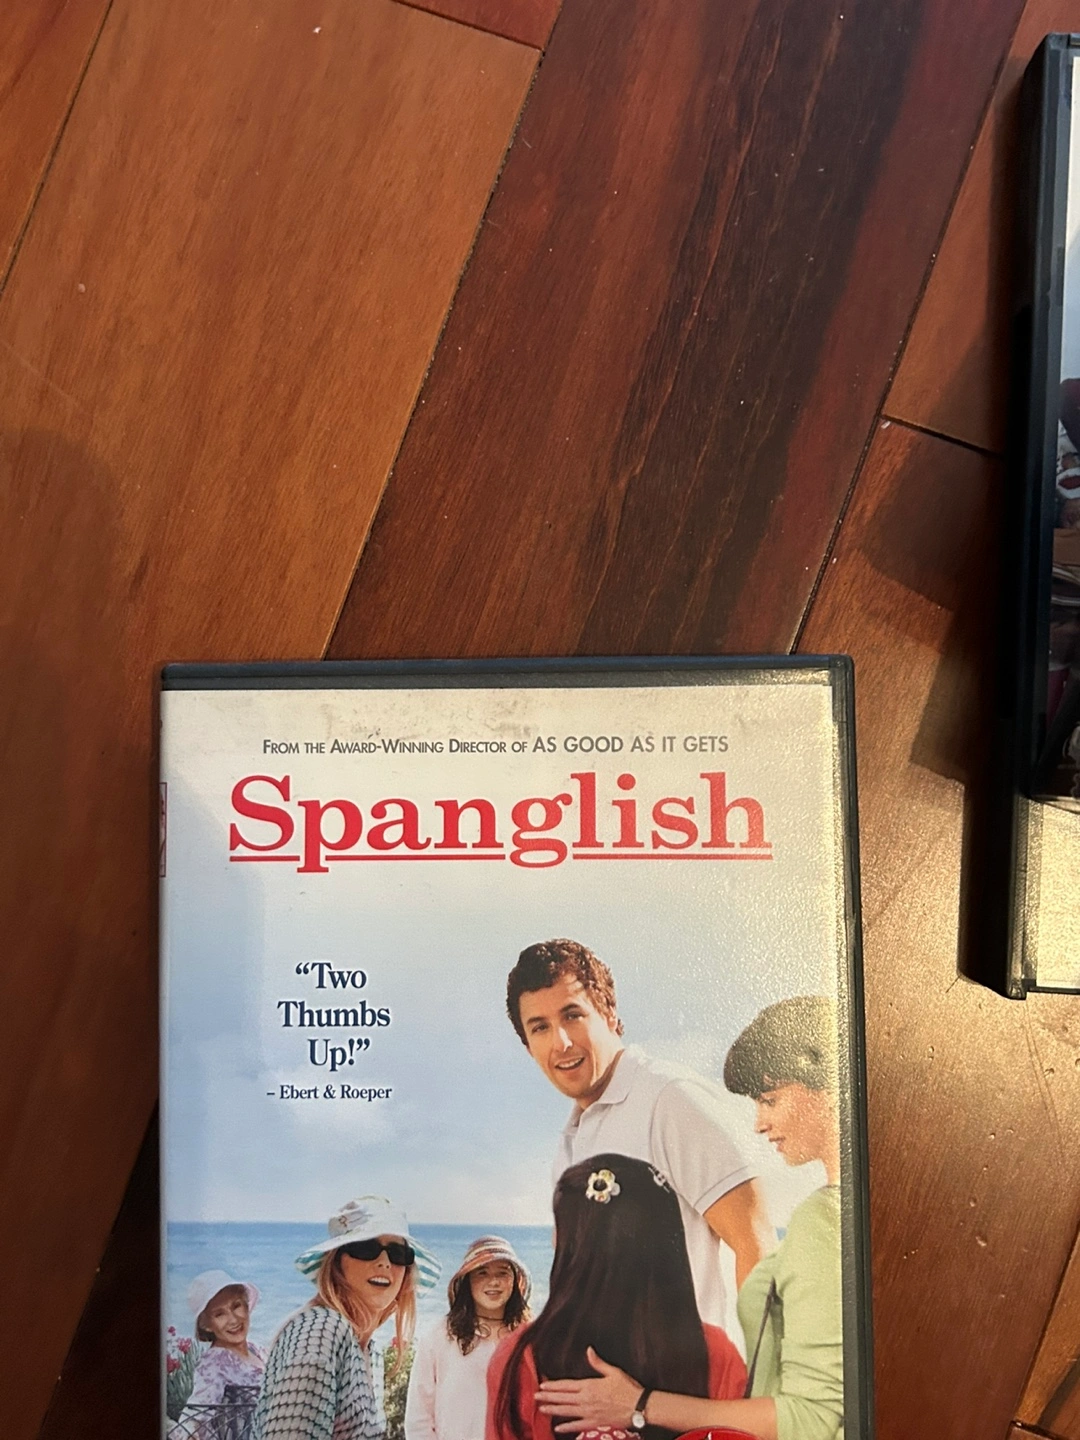 FROM THE AWARD-WINNING DIRECTOR OF AS GOOD AS IT GETS
Spanglish
“Two
Thumbs
Up!”
– Ebert & Roeper